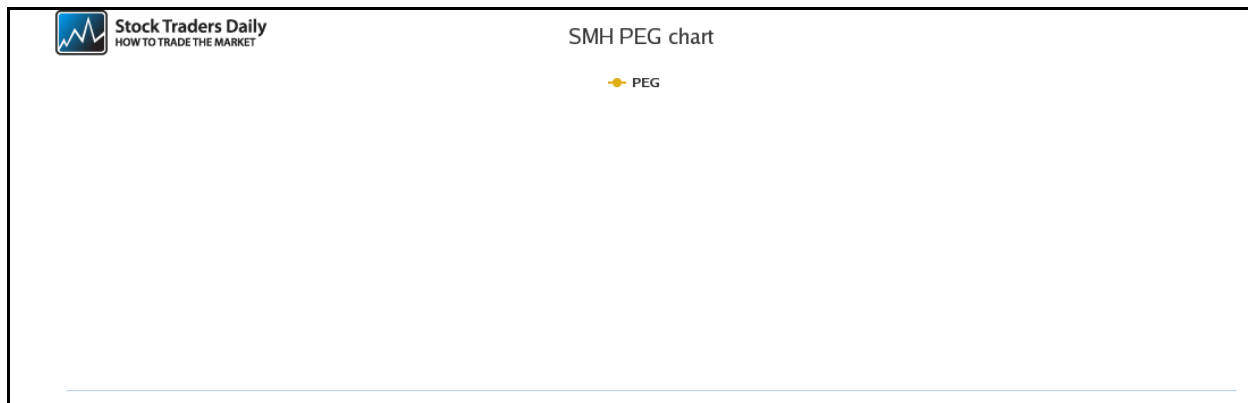 Stock Traders Daily
HOW TO TRADE THE MARKET
SMH PEG chart
PEG